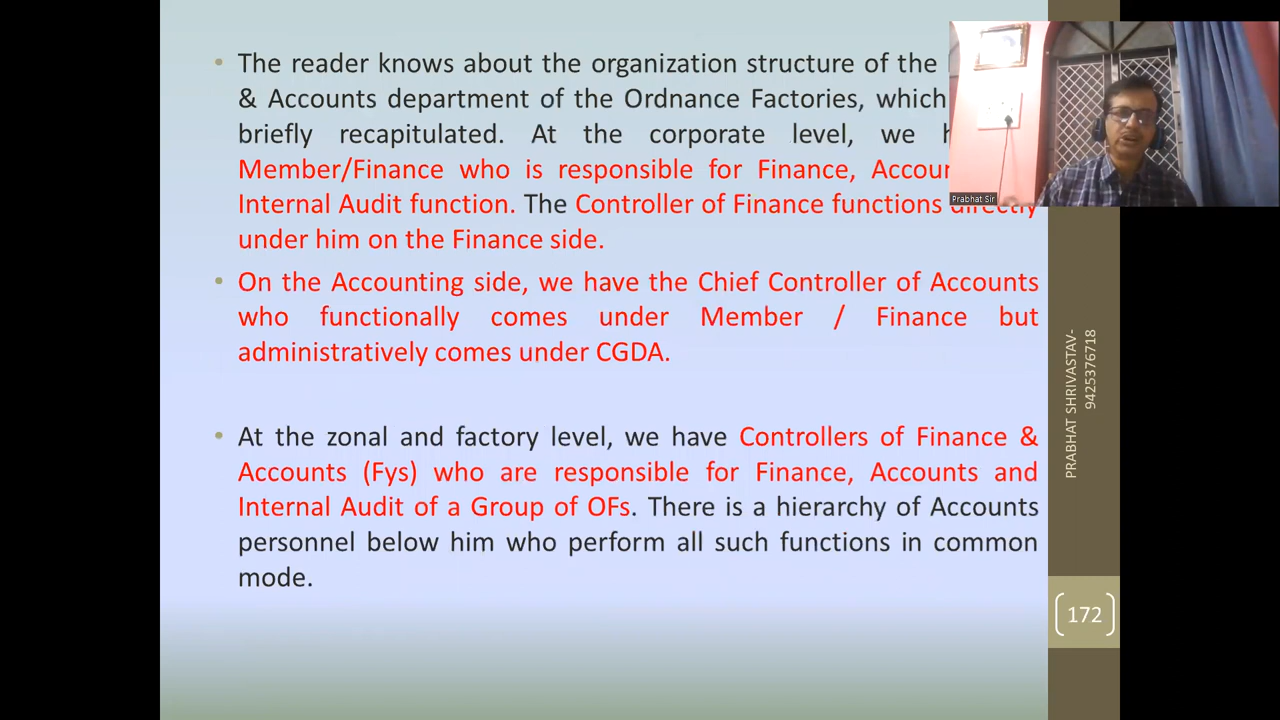 • The reader knows about the organization structure of the
& Accounts department of the Ordnance Factories, which
briefly recapitulated. At the corporate level, we
Member/Finance who is responsible for Finance,
Internal Audit function. The Controller of Finance functions directly
under him on the Finance side.
• On the Accounting side, we have the Chief Controller of Accounts
who functionally comes under Member / Finance but
administratively comes under CGDA.
• At the zonal and factory level, we have Controllers of Finance &
Accounts (Fys) who are responsible for Finance, Accounts and
Internal Audit of a Group of OFs. There is a hierarchy of Accounts
personnel below him who perform all such functions in common
mode.
Prabhat Sir
PRABHAT SHRIVASTAV-
9425376718
172